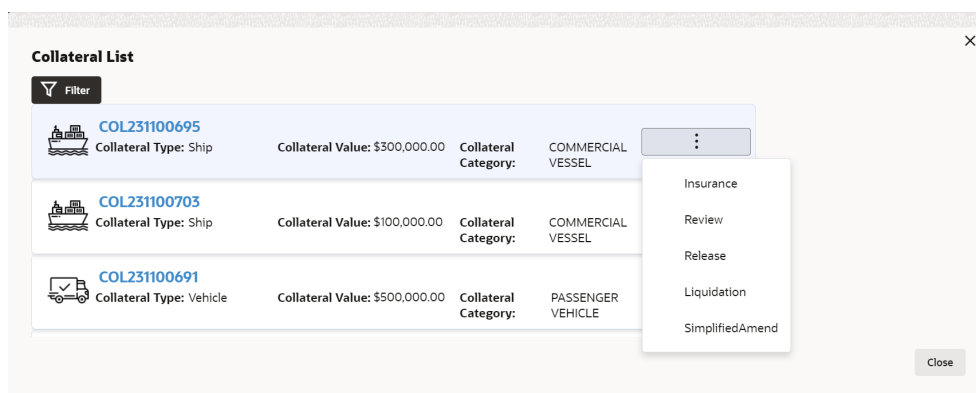 Collateral List
Filter
COL231100695
Collateral Type: Ship Collateral Value: $300,000.00 Collateral Category: COMMERCIAL VESSEL
Insurance
Review
Release
Liquidation
SimplifiedAmend
COL231100703
Collateral Type: Ship Collateral Value: $100,000.00 Collateral Category: COMMERCIAL VESSEL
COL231100691
Collateral Type: Vehicle Collateral Value: $500,000.00 Collateral Category: PASSENGER VEHICLE
Close